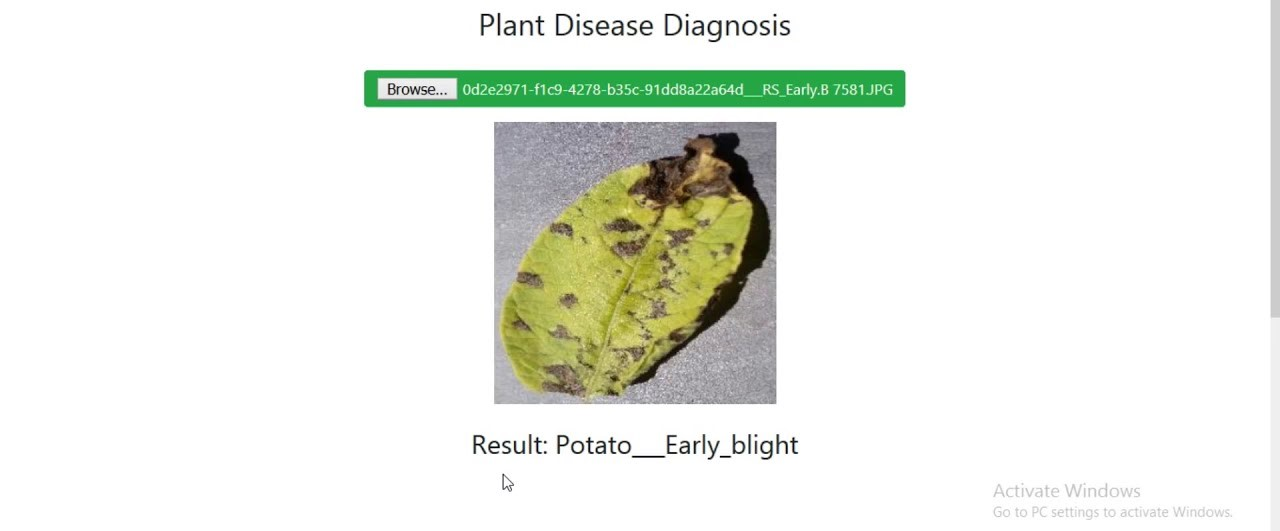 Plant Disease Diagnosis
Browse... 0d2e2971-f1c9-4278-b35c-91dd8a22a64d___RS_Early.B 7581.JPG
Result: Potato___Early_blight
Activate Windows
Go to PC settings to activate Windows.